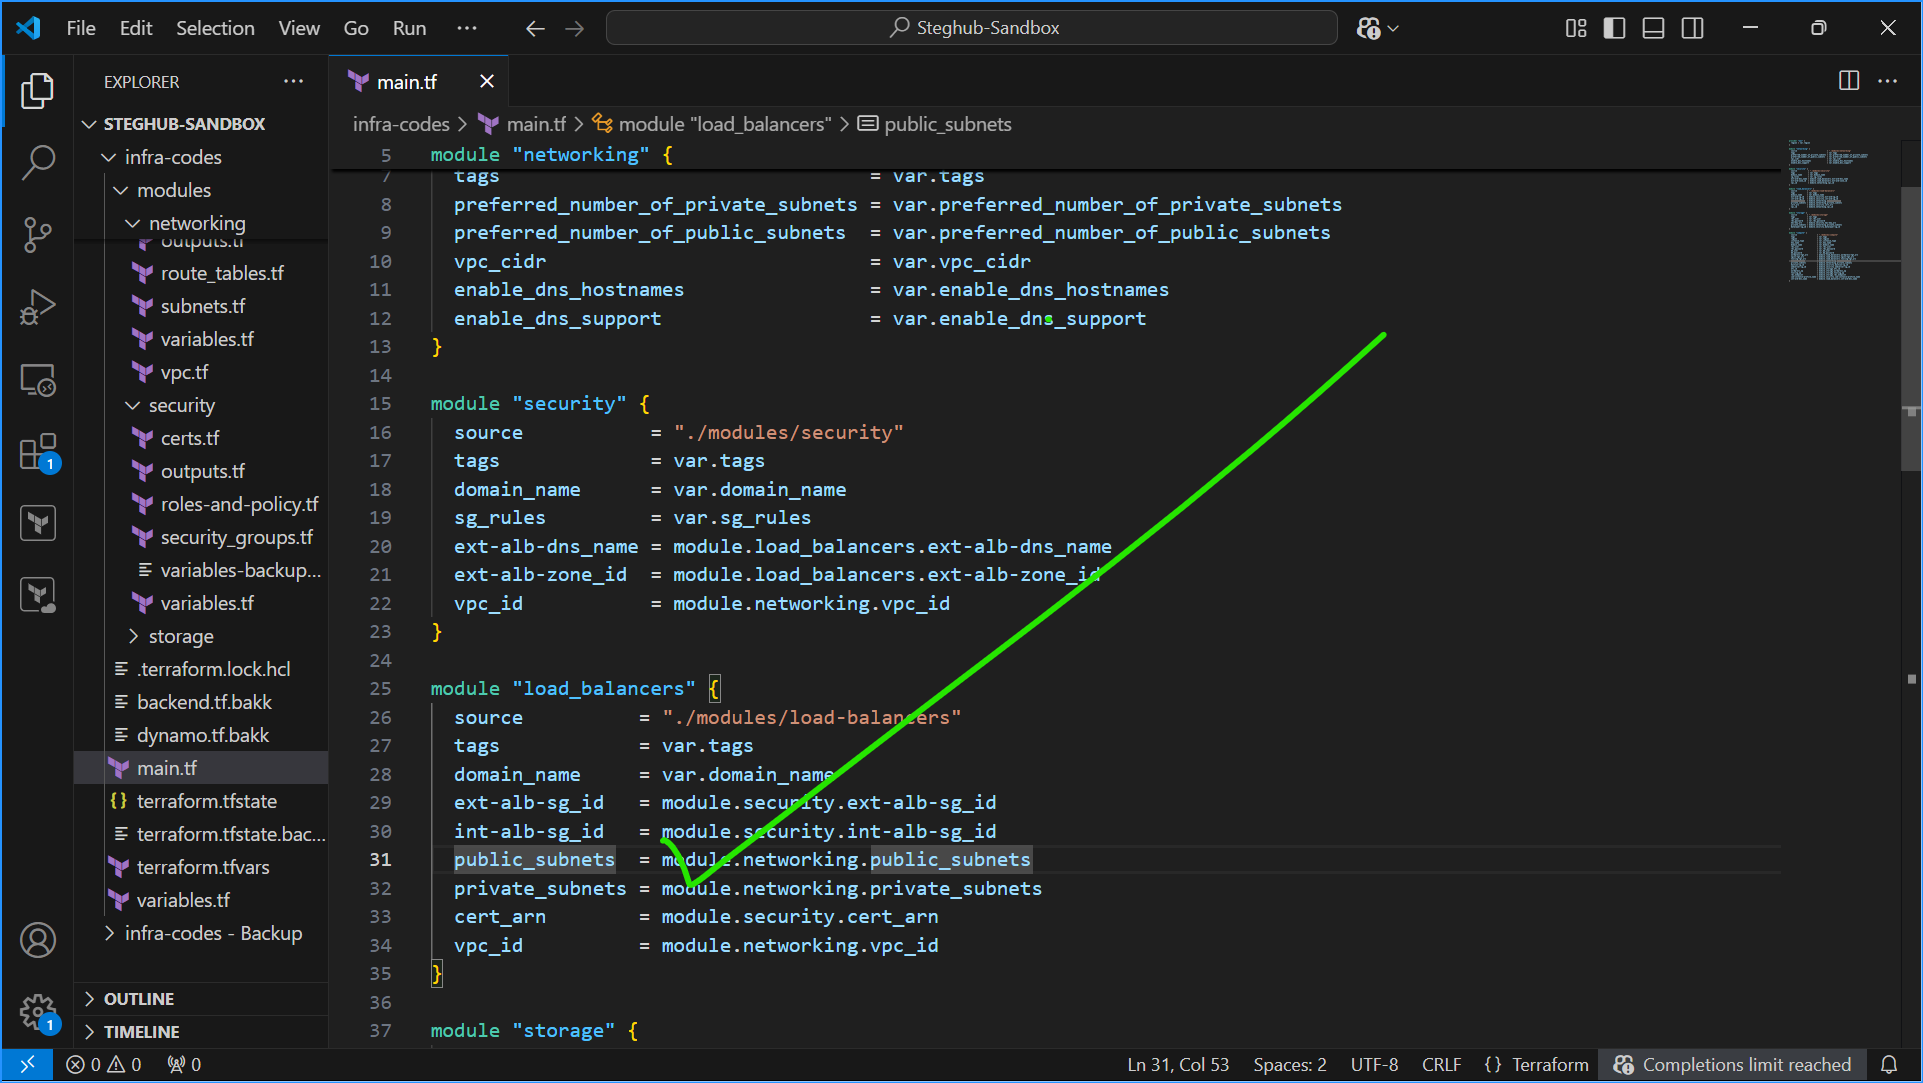 File Edit Selection View Go Run ··· Steghub-Sandbox
EXPLORER ···
main.tf
STEGHUB-SANDBOX
infra-codes
modules
networking
outputs.tf
route_tables.tf
subnets.tf
variables.tf
vpc.tf
security
certs.tf
outputs.tf
roles-and-policy.tf
security_groups.tf
variables-backup...
variables.tf
storage
.terraform.lock.hcl
backend.tf.bakk
dynamo.tf.bakk
main.tf
{} terraform.tfstate
terraform.tfstate.bac...
terraform.tfvars
variables.tf
infra-codes - Backup
OUTLINE
TIMELINE
1
1
infra-codes > main.tf > module "load_balancers" > public_subnets
5 module "networking" {
7 tags = var.tags
8 preferred_number_of_private_subnets = var.preferred_number_of_private_subnets
9 preferred_number_of_public_subnets = var.preferred_number_of_public_subnets
10 vpc_cidr = var.vpc_cidr
11 enable_dns_hostnames = var.enable_dns_hostnames
12 enable_dns_support = var.enable_dns_support
13 }
14
15 module "security" {
16 source = "./modules/security"
17 tags = var.tags
18 domain_name = var.domain_name
19 sg_rules = var.sg_rules
20 ext-alb-dns_name = module.load_balancers.ext-alb-dns_name
21 ext-alb-zone_id = module.load_balancers.ext-alb-zone_id
22 vpc_id = module.networking.vpc_id
23 }
24
25 module "load_balancers" {
26 source = "./modules/load-balancers"
27 tags = var.tags
28 domain_name = var.domain_name
29 ext-alb-sg_id = module.security.ext-alb-sg_id
30 int-alb-sg_id = module.security.int-alb-sg_id
31 public_subnets = module.networking.public_subnets
32 private_subnets = module.networking.private_subnets
33 cert_arn = module.security.cert_arn
34 vpc_id = module.networking.vpc_id
35 }
36
37 module "storage" {
0 0 0 Ln 31, Col 53 Spaces: 2 UTF-8 CRLF {} Terraform Completions limit reached